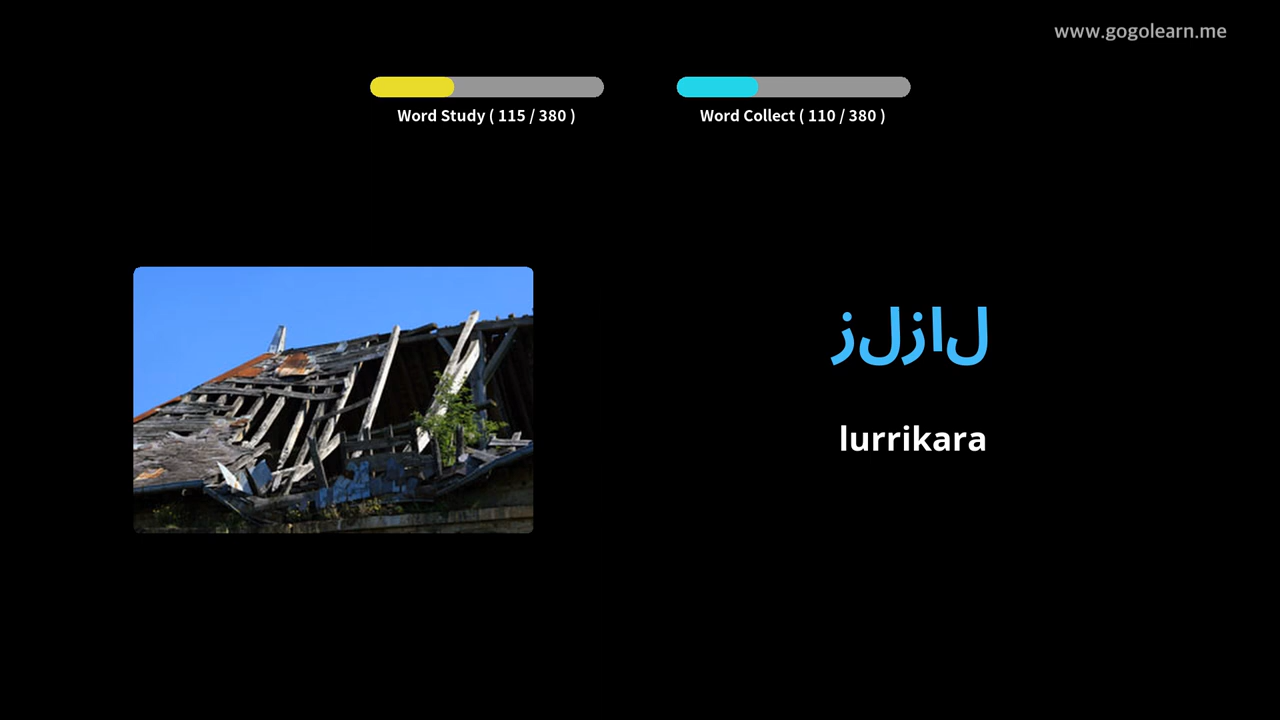 www.gogolearn.me
Word Study ( 115 / 380 )
Word Collect ( 110 / 380 )
زلزال
lurrikara